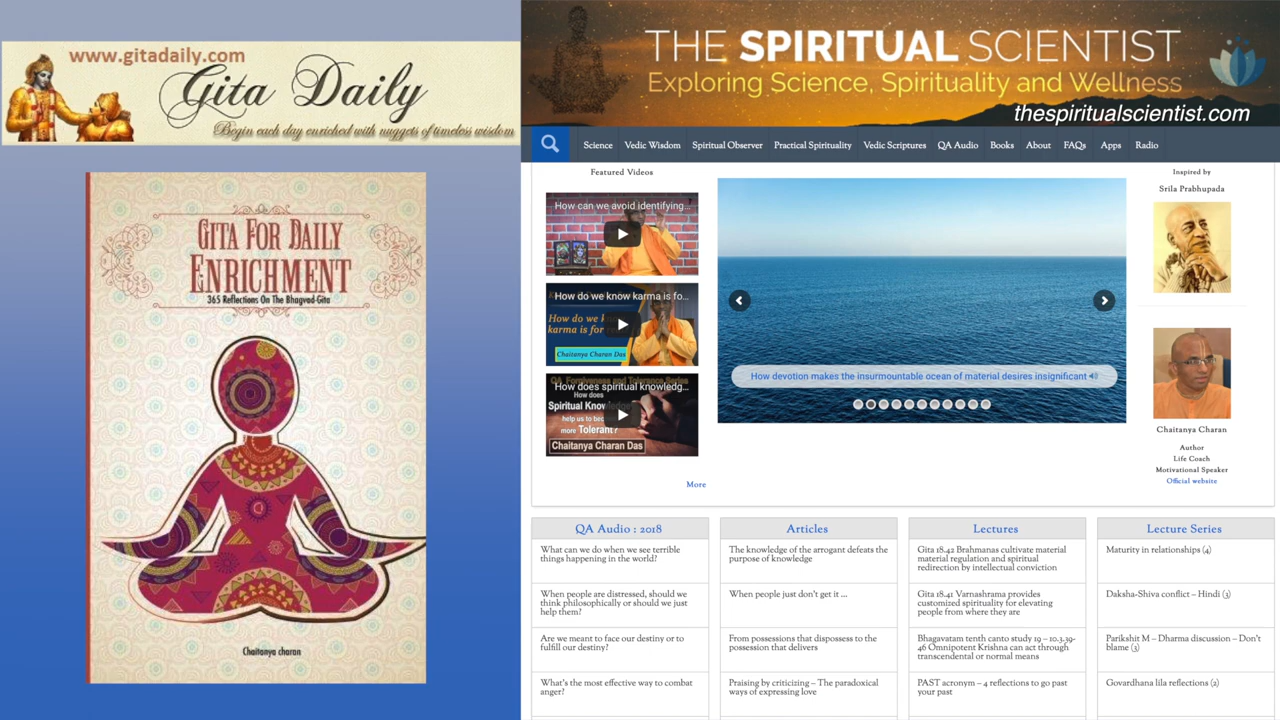 www.gitadaily.com
Gita Daily
Begin each day enriched with nuggets of timeless wisdom
GITA FOR DAILY
ENRICHMENT
365 Reflections On The Bhagvad-Gita
Chaitanya charan
THE SPIRITUAL SCIENTIST
Exploring Science, Spirituality and Wellness
thespiritualscientist.com
Science Vedic Wisdom Spiritual Observer Practical Spirituality Vedic Scriptures QA Audio Books About FAQs Apps Radio
Featured Videos
How can we avoid identifying...
How do we know karma is fo...
How do we k
karma is for
Chaitanya Charan Das
QA Forgiveness and Tolerance Series
How does spiritual knowledg...
How does
Spiritual Know
help us to be
more Tolerant?
Chaitanya Charan Das
More
How devotion makes the insurmountable ocean of material desires insignificant
Inspired by
Srila Prabhupada
Chaitanya Charan
Author
Life Coach
Motivational Speaker
Official website
QA Audio : 2018
What can we do when we see terrible
things happening in the world?
When people are distressed, should we
think philosophically or should we just
help them?
Are we meant to face our destiny or to
fulfill our destiny?
What's the most effective way to combat
anger?
Articles
The knowledge of the arrogant defeats the
purpose of knowledge
When people just don't get it ...
From possessions that dispossess to the
possession that delivers
Praising by criticizing – The paradoxical
ways of expressing love
Lectures
Gita 18.42 Brahmanas cultivate material
material regulation and spiritual
redirection by intellectual conviction
Gita 18.41 Varnashrama provides
customized spirituality for elevating
people from where they are
Bhagavatam tenth canto study 19 – 10.3.39-
46 Omnipotent Krishna can act through
transcendental or normal means
PAST acronym – 4 reflections to go past
your past
Lecture Series
Maturity in relationships (4)
Daksha-Shiva conflict – Hindi (3)
Parikshit M – Dharma discussion – Don't
blame (3)
Govardhana lila reflections (2)